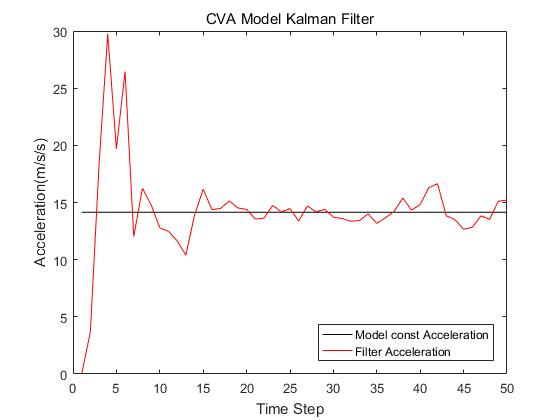 CVA Model Kalman Filter
Acceleration(m/s/s)
30
25
20
15
10
5
0
Model const Acceleration
Filter Acceleration
0 5 10 15 20 25 30 35 40 45 50
Time Step